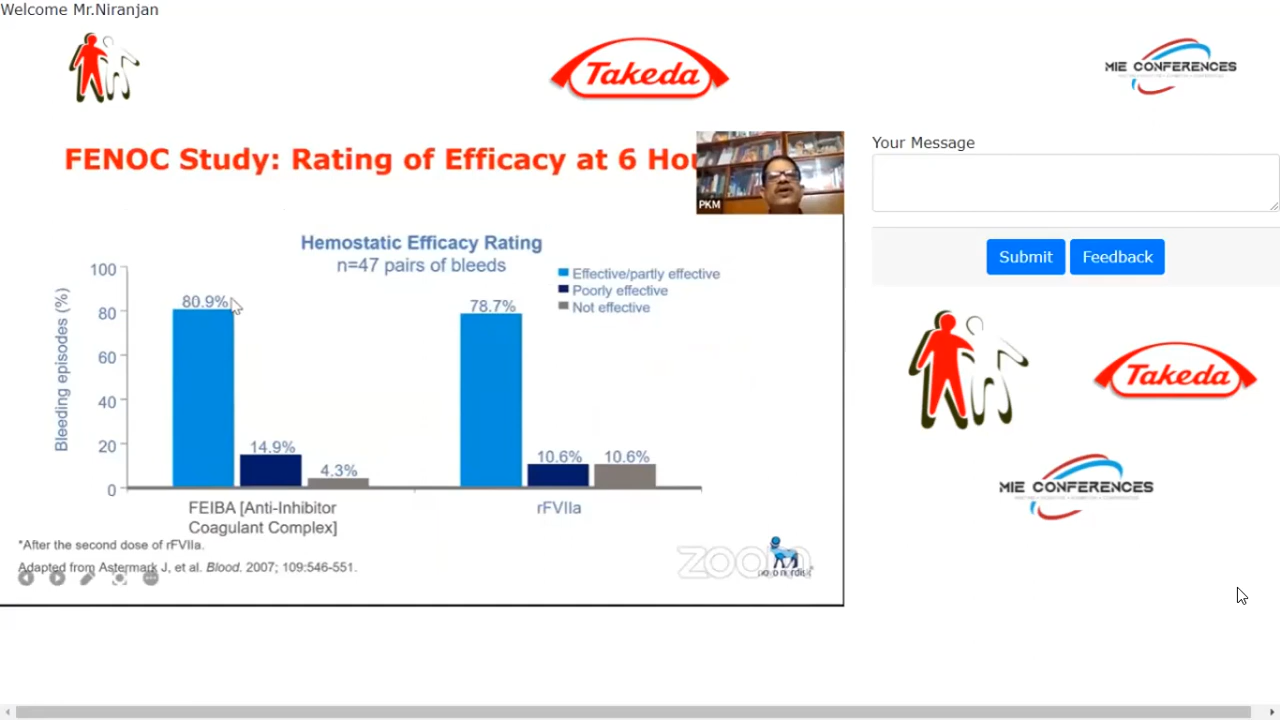 Welcome Mr.Niranjan
Takeda
MIE CONFERENCES
FENOC Study: Rating of Efficacy at 6 Hou
PKM
Your Message
Submit
Feedback
Hemostatic Efficacy Rating
n=47 pairs of bleeds
Effective/partly effective
Poorly effective
Not effective
Bleeding episodes (%)
100
80
60
40
20
0
80.9%
14.9%
4.3%
78.7%
10.6%
10.6%
FEIBA [Anti-Inhibitor
Coagulant Complex]
rFVIIa
*After the second dose of rFVIIa.
Adapted from Astermark J, et al. Blood. 2007; 109:546-551.
zoom
novo nordisk
Takeda
MIE CONFERENCES